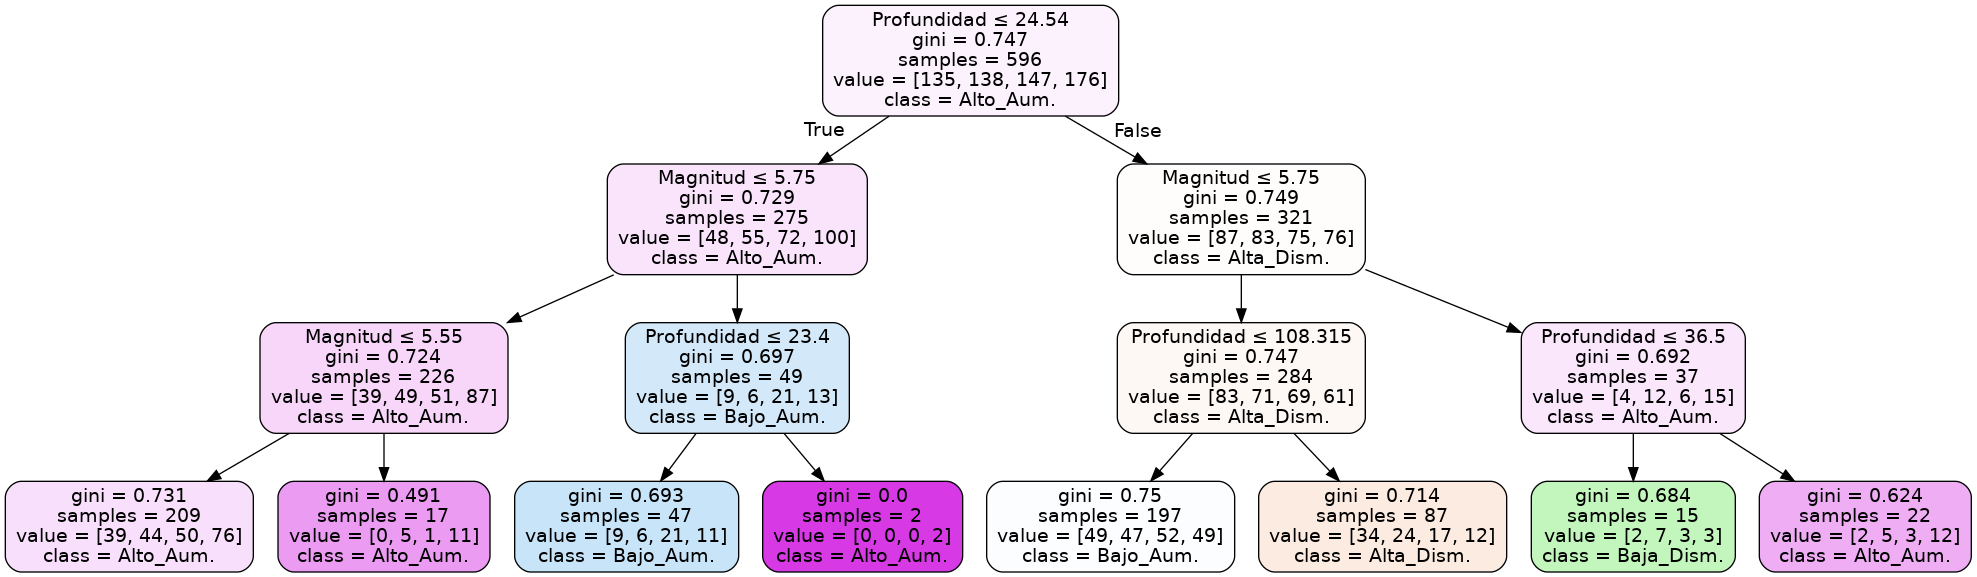 Profundidad ≤ 24.54
gini = 0.747
samples = 596
value = [135, 138, 147, 176]
class = Alto_Aum.
True
False
Magnitud ≤ 5.75
gini = 0.729
samples = 275
value = [48, 55, 72, 100]
class = Alto_Aum.
Magnitud ≤ 5.75
gini = 0.749
samples = 321
value = [87, 83, 75, 76]
class = Alta_Dism.
Magnitud ≤ 5.55
gini = 0.724
samples = 226
value = [39, 49, 51, 87]
class = Alto_Aum.
Profundidad ≤ 23.4
gini = 0.697
samples = 49
value = [9, 6, 21, 13]
class = Bajo_Aum.
Profundidad ≤ 108.315
gini = 0.747
samples = 284
value = [83, 71, 69, 61]
class = Alta_Dism.
Profundidad ≤ 36.5
gini = 0.692
samples = 37
value = [4, 12, 6, 15]
class = Alto_Aum.
gini = 0.731
samples = 209
value = [39, 44, 50, 76]
class = Alto_Aum.
gini = 0.491
samples = 17
value = [0, 5, 1, 11]
class = Alto_Aum.
gini = 0.693
samples = 47
value = [9, 6, 21, 11]
class = Bajo_Aum.
gini = 0.0
samples = 2
value = [0, 0, 0, 2]
class = Alto_Aum.
gini = 0.75
samples = 197
value = [49, 47, 52, 49]
class = Bajo_Aum.
gini = 0.714
samples = 87
value = [34, 24, 17, 12]
class = Alta_Dism.
gini = 0.684
samples = 15
value = [2, 7, 3, 3]
class = Baja_Dism.
gini = 0.624
samples = 22
value = [2, 5, 3, 12]
class = Alto_Aum.